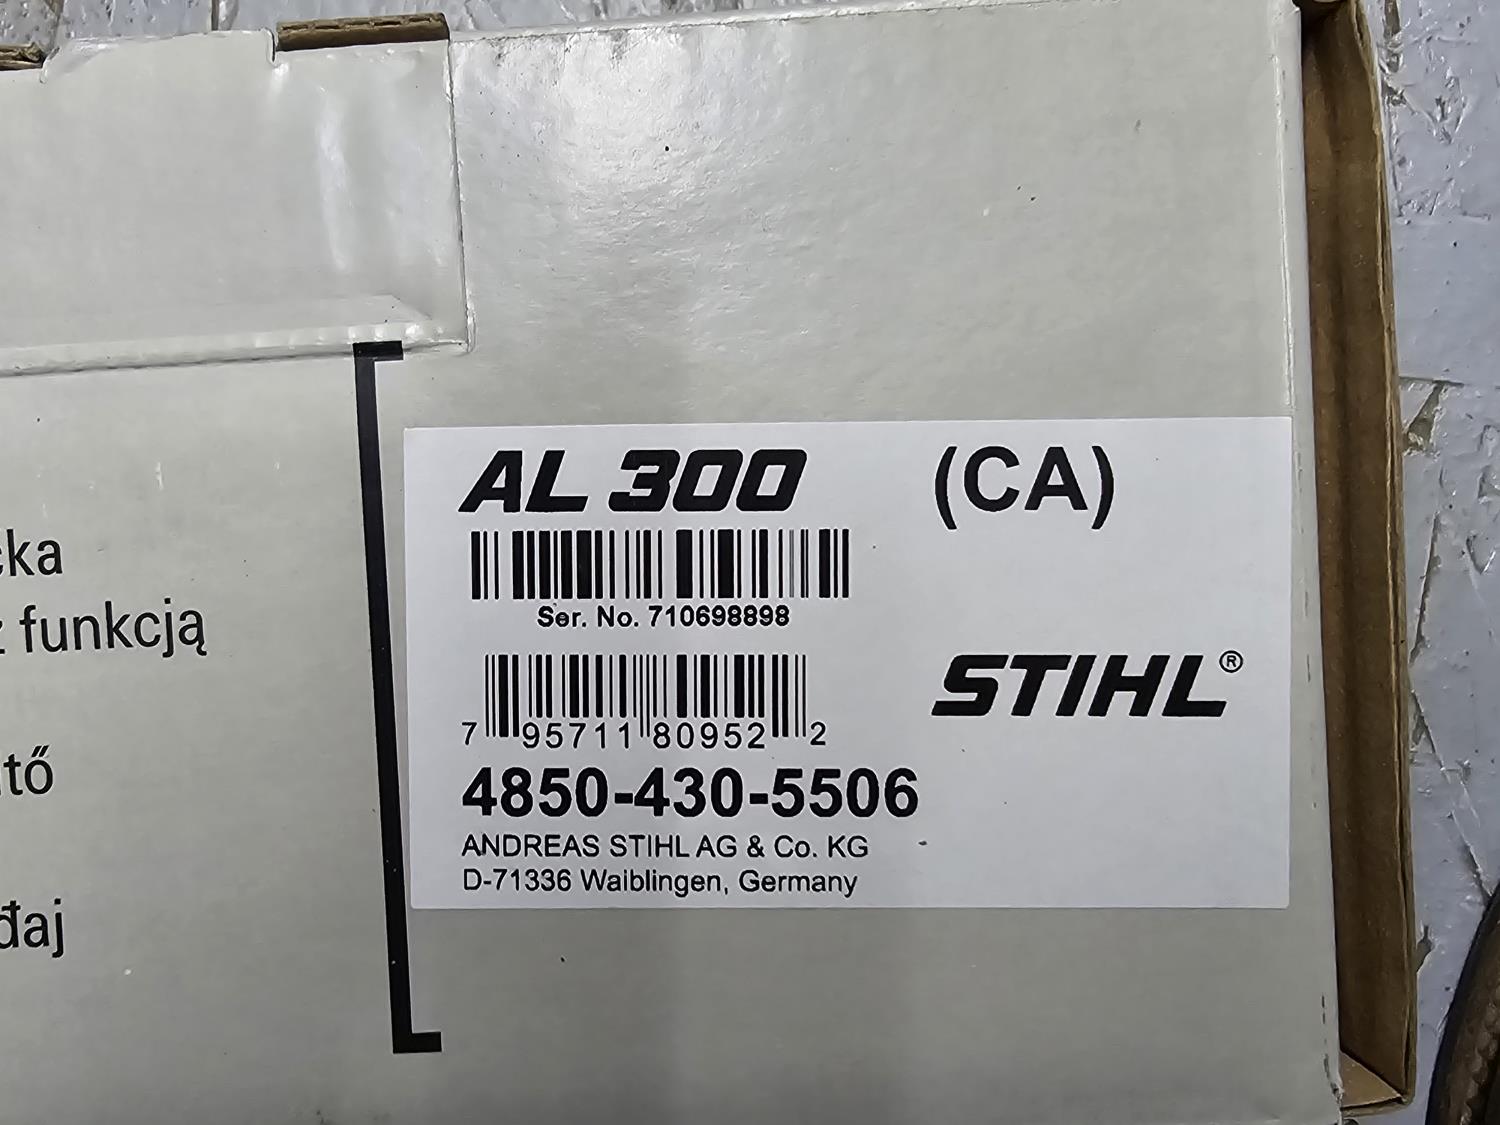 AL 300 (CA)
Ser. No. 710698898
7 95711 80952 2
STIHL®
4850-430-5506
ANDREAS STIHL AG & Co. KG
D-71336 Waiblingen, Germany
ka
z funkcją
tő
đaj